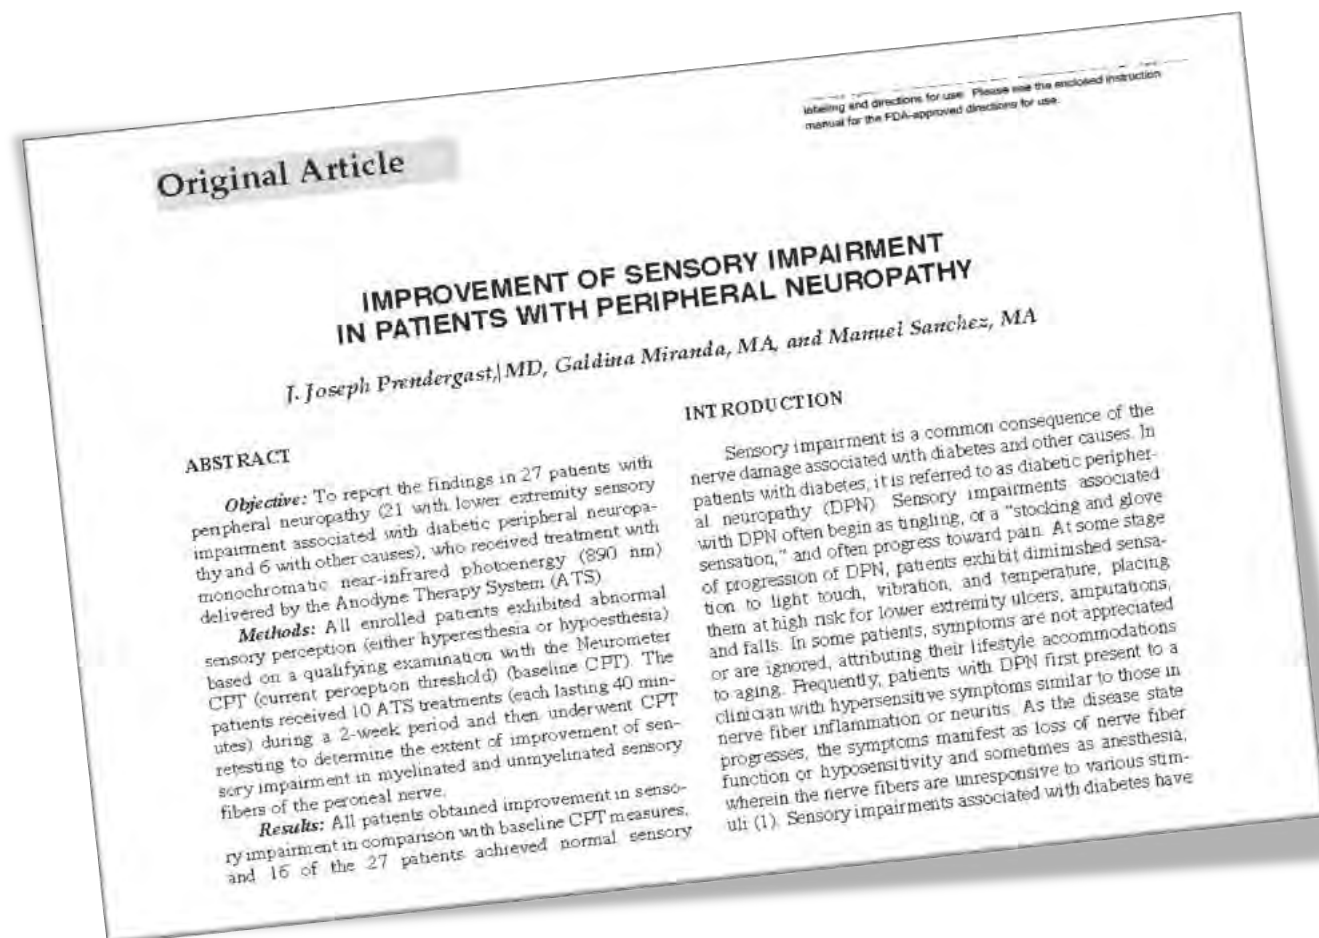 labeling and directions for use. Please see the enclosed instruction
manual for the FDA-approved directions for use.
Original Article
IMPROVEMENT OF SENSORY IMPAIRMENT
IN PATIENTS WITH PERIPHERAL NEUROPATHY
J. Joseph Prendergast, MD, Galdina Miranda, MA, and Manuel Sanchez, MA
ABSTRACT
Objective: To report the findings in 27 patients with
peripheral neuropathy (21 with lower extremity sensory
impairment associated with diabetic peripheral neuropa-
thy and 6 with other causes), who received treatment with
monochromatic near-infrared photoenergy (890 nm)
delivered by the Anodyne Therapy System (ATS)
Methods: All enrolled patients exhibited abnormal
sensory perception (either hyperesthesia or hypoesthesia)
based on a qualifying examination with the Neurometer
CPT (current perception threshold) (baseline CPT). The
patients received 10 ATS treatments (each lasting 40 min-
utes) during a 2-week period and then underwent CPT
retesting to determine the extent of improvement of sen-
sory impairment in myelinated and unmyelinated sensory
fibers of the peroneal nerve.
Results: All patients obtained improvement in senso-
ry impairment in comparison with baseline CPT measures,
and 16 of the 27 patients achieved normal sensory
INTRODUCTION
Sensory impairment is a common consequence of the
nerve damage associated with diabetes and other causes. In
patients with diabetes, it is referred to as diabetic peripher-
al neuropathy (DPN). Sensory impairments associated
with DPN often begin as tingling, or a "stocking and glove
sensation," and often progress toward pain. At some stage
of progression of DPN, patients exhibit diminished sensa-
tion to light touch, vibration, and temperature, placing
them at high risk for lower extremity ulcers, amputations,
and falls. In some patients, symptoms are not appreciated
or are ignored, attributing their lifestyle accommodations
to aging. Frequently, patients with DPN first present to a
clinician with hypersensitive symptoms similar to those in
nerve fiber inflammation or neuritis. As the disease state
progresses, the symptoms manifest as loss of nerve fiber
function or hyposensitivity and sometimes as anesthesia,
wherein the nerve fibers are unresponsive to various stim-
uli (1). Sensory impairments associated with diabetes have